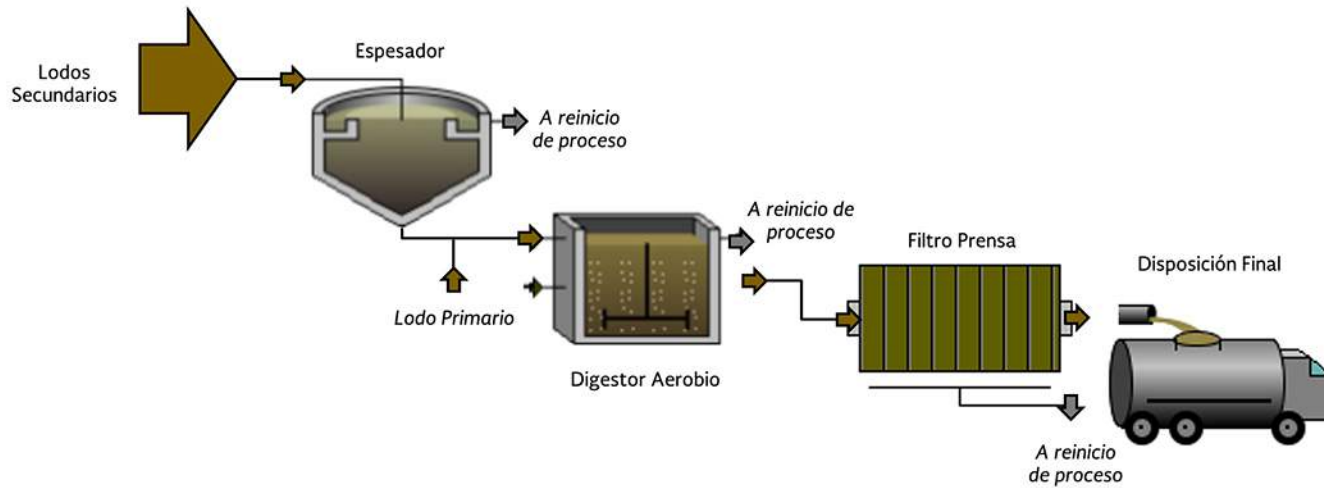 Espesador
Lodos
Secundarios
A reinicio
de proceso
A reinicio de
proceso
Filtro Prensa
Disposición Final
Lodo Primario
Digestor Aerobio
A reinicio
de proceso